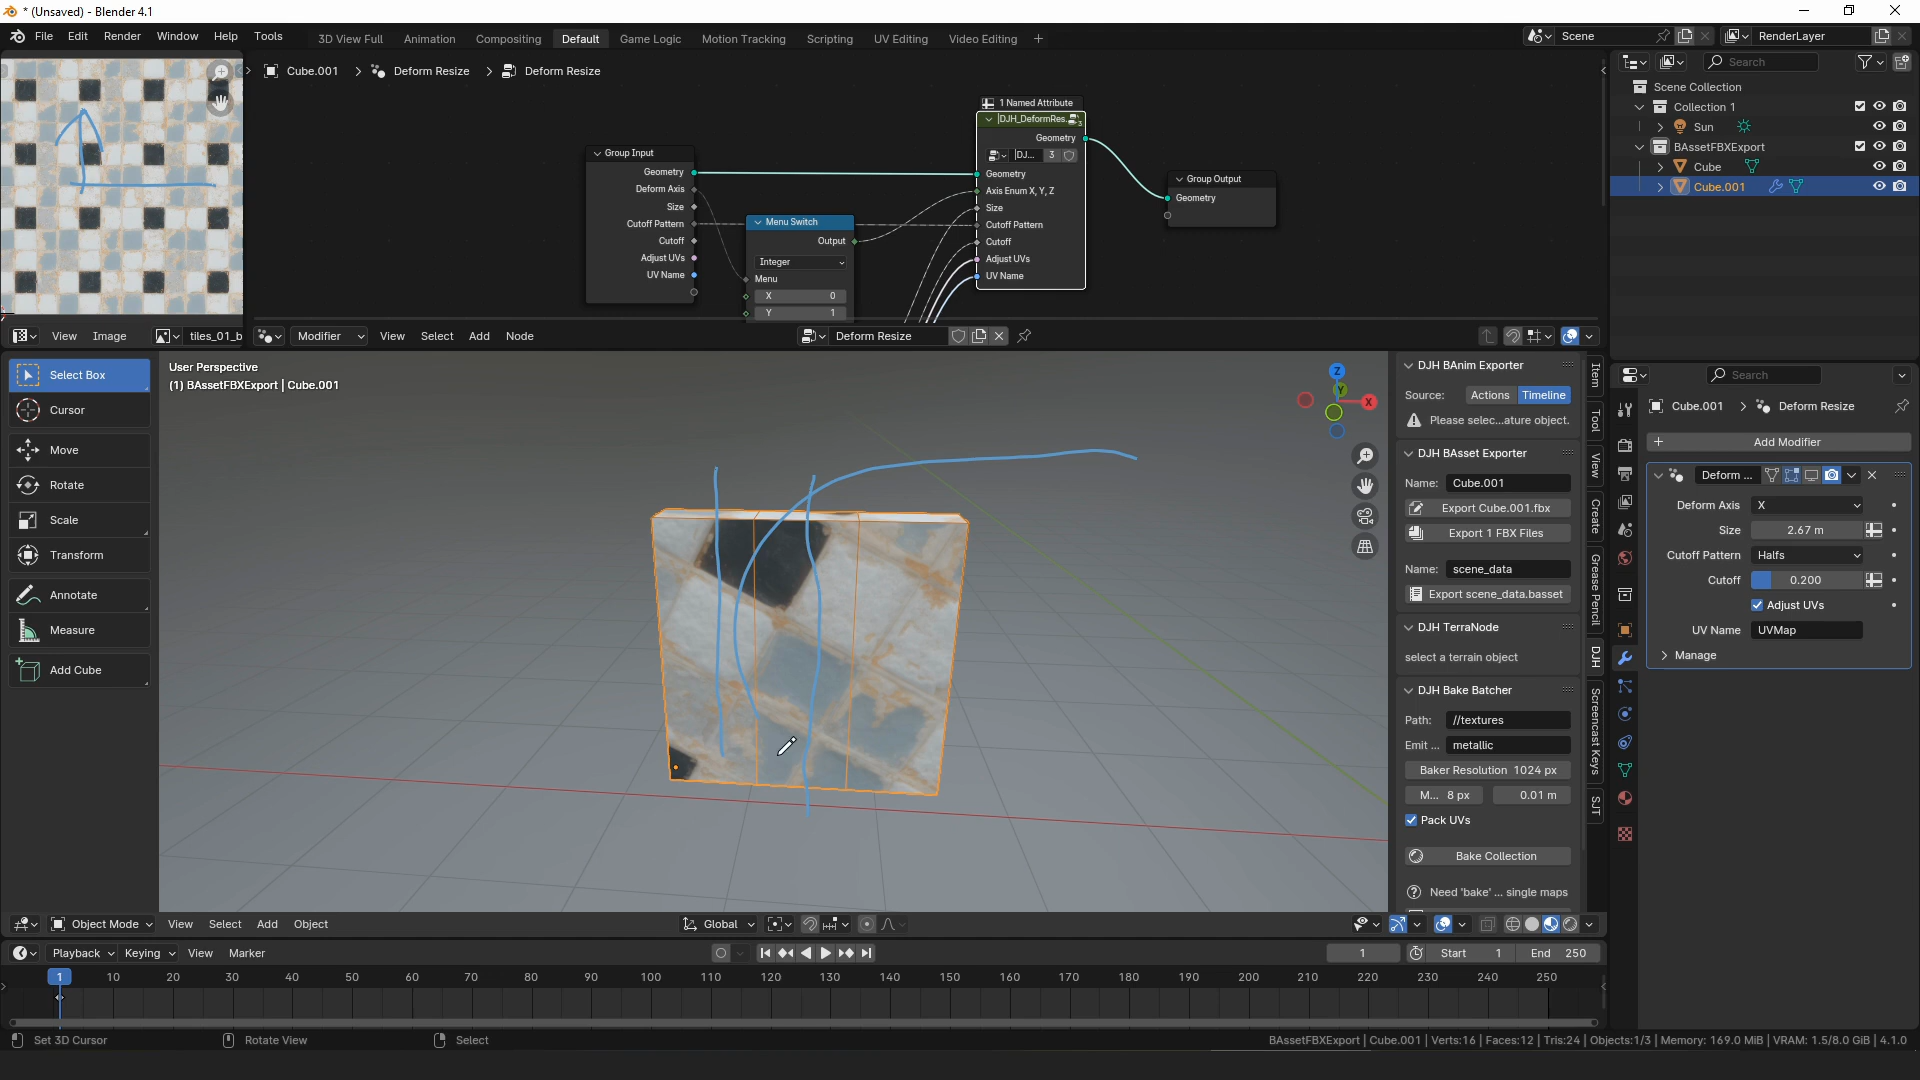 * (Unsaved) - Blender 4.1
File Edit Render Window Help Tools
3D View Full Animation Compositing Default Game Logic Motion Tracking Scripting UV Editing Video Editing +
Scene
RenderLayer
Cube.001 > Deform Resize > Deform Resize
Group Input
Geometry
Deform Axis
Size
Cutoff Pattern
Cutoff
Adjust UVs
UV Name
Menu Switch
Output
Integer
Menu
X 0
Y 1
1 Named Attribute
|DJH_DeformRes...
3
Geometry
|DJ... 3
Geometry
Axis Enum X, Y, Z
Size
Cutoff Pattern
Cutoff
Adjust UVs
UV Name
Group Output
Geometry
View Image tiles_01_b
Modifier View Select Add Node
Deform Resize
Select Box
Cursor
Move
Rotate
Scale
Transform
Annotate
Measure
Add Cube
User Perspective
(1) BAssetFBXExport | Cube.001
Z
Y
X
DJH BAnim Exporter
Source: Actions Timeline
Please selec...ature object.
DJH BAsset Exporter
Name: Cube.001
Export Cube.001.fbx
Export 1 FBX Files
Name: scene_data
Export scene_data.basset
DJH TerraNode
select a terrain object
DJH Bake Batcher
Path: //textures
Emit ... metallic
Baker Resolution 1024 px
M... 8 px 0.01 m
Pack UVs
Bake Collection
Need 'bake' ... single maps
Item
Tool
View
Create
Grease Pencil
DJH
Screencast Keys
SJT
Search
Scene Collection
Collection 1
Sun
BAssetFBXExport
Cube
Cube.001
Search
Cube.001 > Deform Resize
+ Add Modifier
Deform ...
Deform Axis X
Size 2.67 m
Cutoff Pattern Halfs
Cutoff 0.200
Adjust UVs
UV Name UVMap
Manage
Object Mode View Select Add Object
Global
Playback Keying View Marker
1
Start 1
End 250
1 10 20 30 40 50 60 70 80 90 100 110 120 130 140 150 160 170 180 190 200 210 220 230 240 250
Set 3D Cursor
Rotate View
Select
BAssetFBXExport | Cube.001 | Verts:16 | Faces:12 | Tris:24 | Objects:1/3 | Memory: 169.0 MiB | VRAM: 1.5/8.0 GiB | 4.1.0